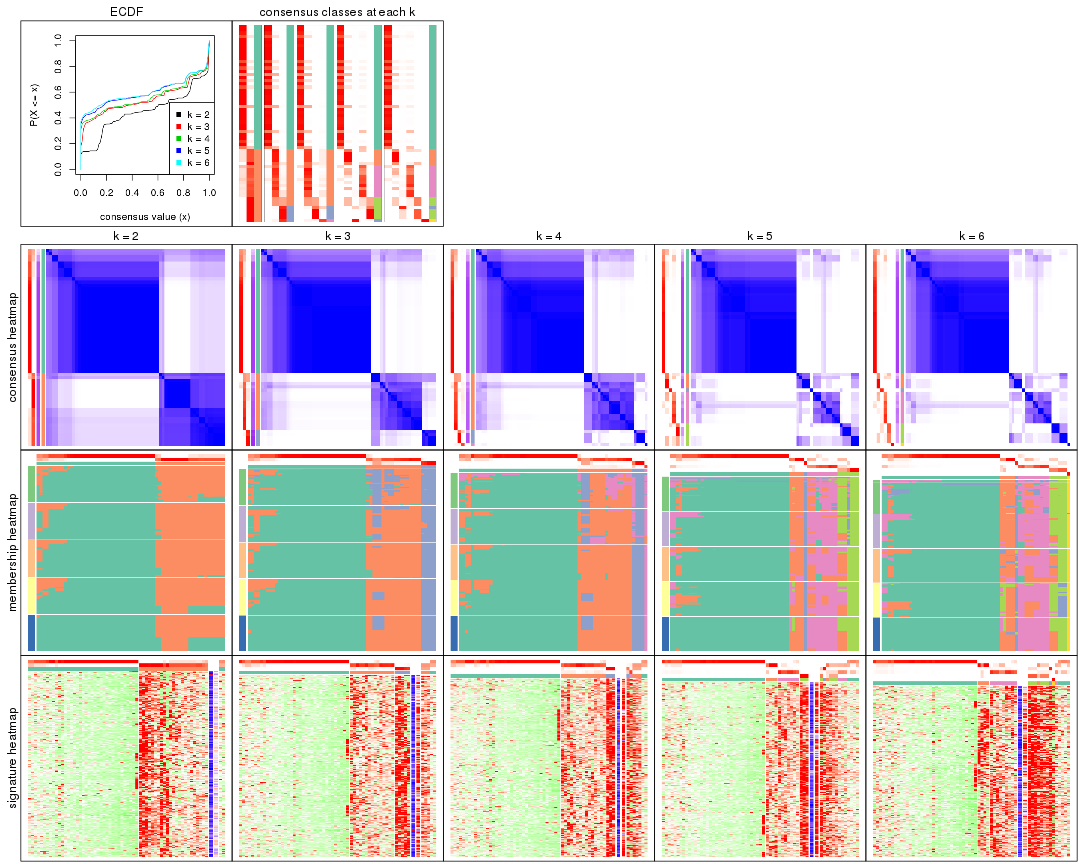 ECDF
consensus classes at each k
P(X <= x)
0.0 0.2 0.4 0.6 0.8 1.0
k = 2
k = 3
k = 4
k = 5
k = 6
0.0 0.2 0.4 0.6 0.8 1.0
consensus value (x)
k = 2
k = 3
k = 4
k = 5
k = 6
consensus heatmap
membership heatmap
signature heatmap